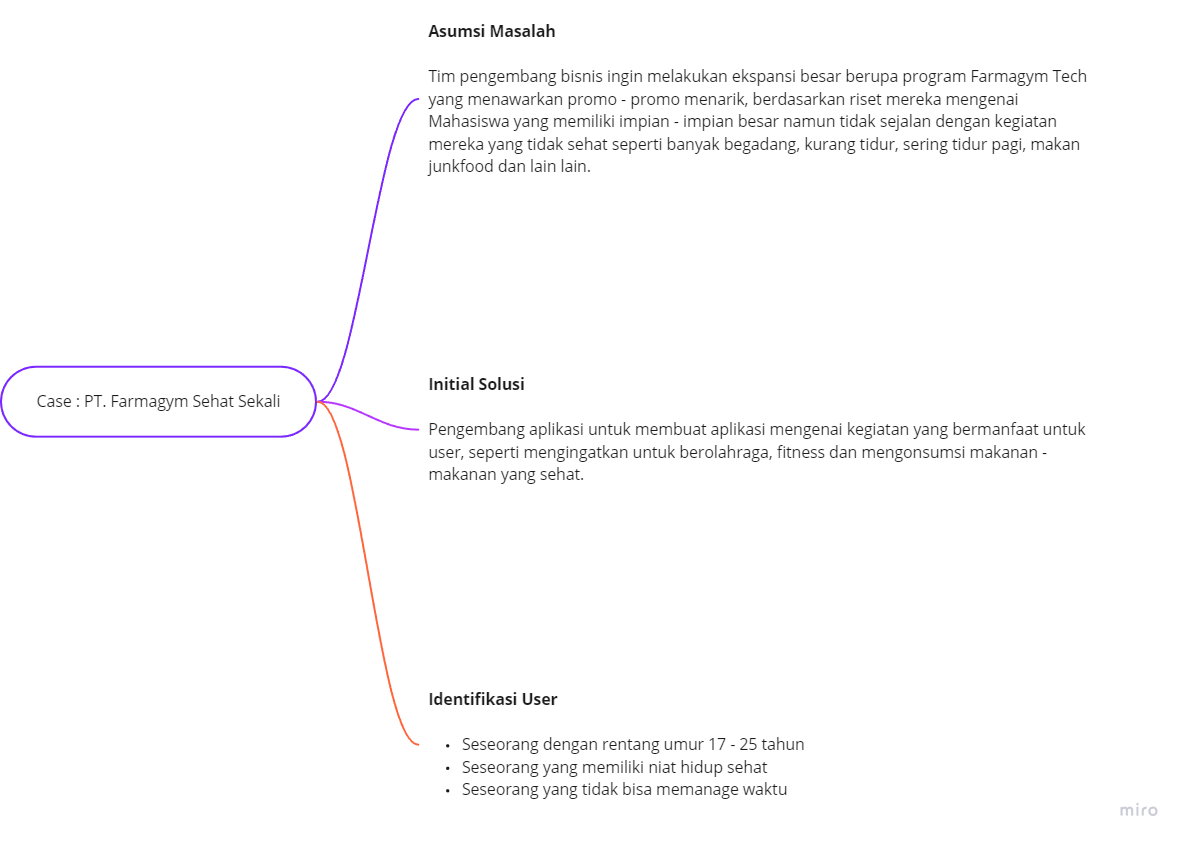 Asumsi Masalah
Tim pengembang bisnis ingin melakukan ekspansi besar berupa program Farmagym Tech
yang menawarkan promo - promo menarik, berdasarkan riset mereka mengenai
Mahasiswa yang memiliki impian - impian besar namun tidak sejalan dengan kegiatan
mereka yang tidak sehat seperti banyak begadang, kurang tidur, sering tidur pagi, makan
junkfood dan lain lain.
Case : PT. Farmagym Sehat Sekali
Initial Solusi
Pengembang aplikasi untuk membuat aplikasi mengenai kegiatan yang bermanfaat untuk
user, seperti mengingatkan untuk berolahraga, fitness dan mengonsumsi makanan -
makanan yang sehat.
Identifikasi User
• Seseorang dengan rentang umur 17 - 25 tahun
• Seseorang yang memiliki niat hidup sehat
• Seseorang yang tidak bisa memanage waktu
miro